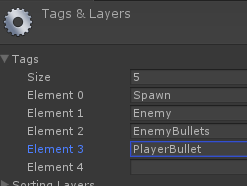 Tags & Layers
Tags
Size 5
Element 0 Spawn
Element 1 Enemy
Element 2 EnemyBullets
Element 3 PlayerBullet
Element 4
Sorting Layers